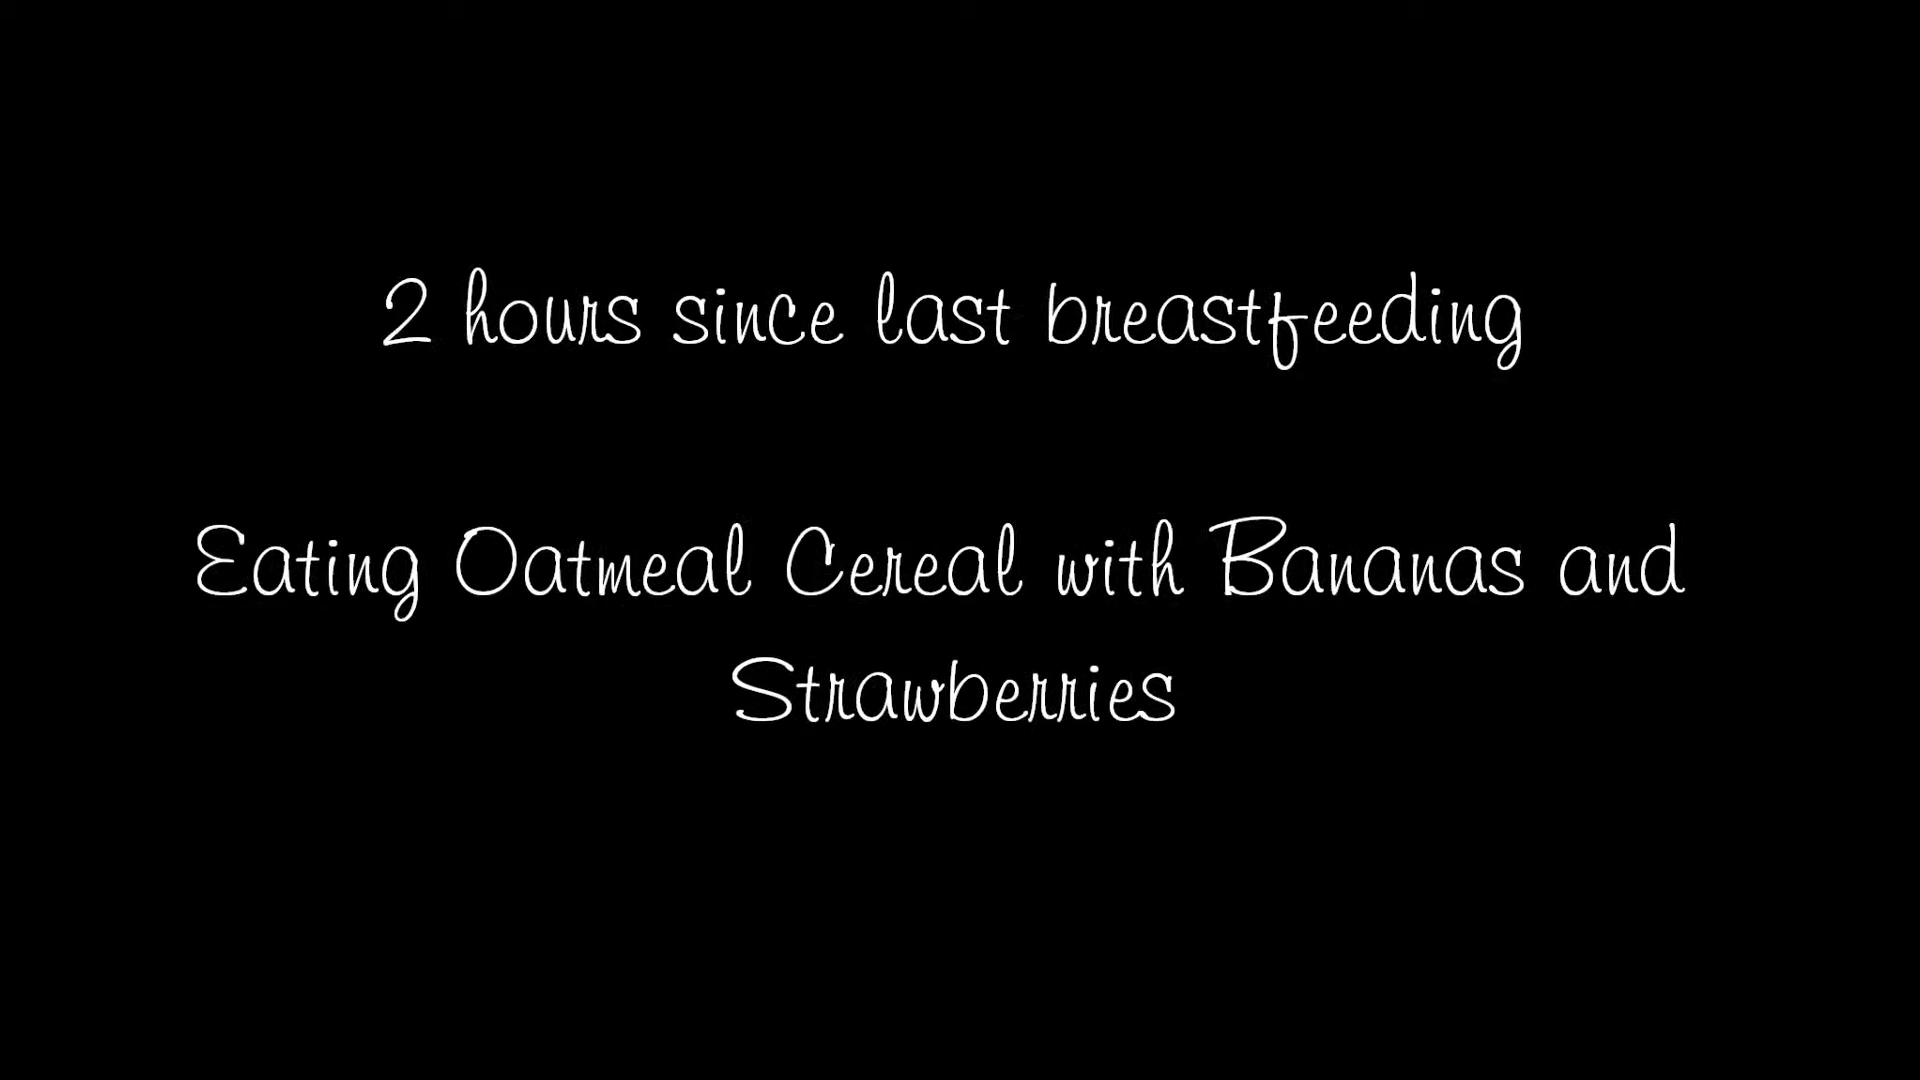 2 hours since last breastfeeding
Eating Oatmeal Cereal with Bananas and
Strawberries